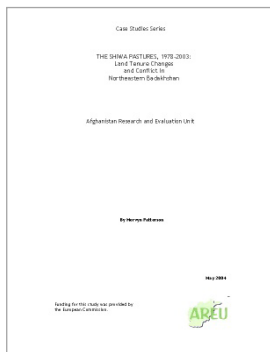 Case Studies Series
THE SHIWA PASTURES, 1978-2003:
Land Tenure Changes
and Conflict in
Northeastern Badakhshan
Afghanistan Research and Evaluation Unit
By Mervyn Patterson
May 2004
Funding for this study was provided by
the European Commission.
AREU